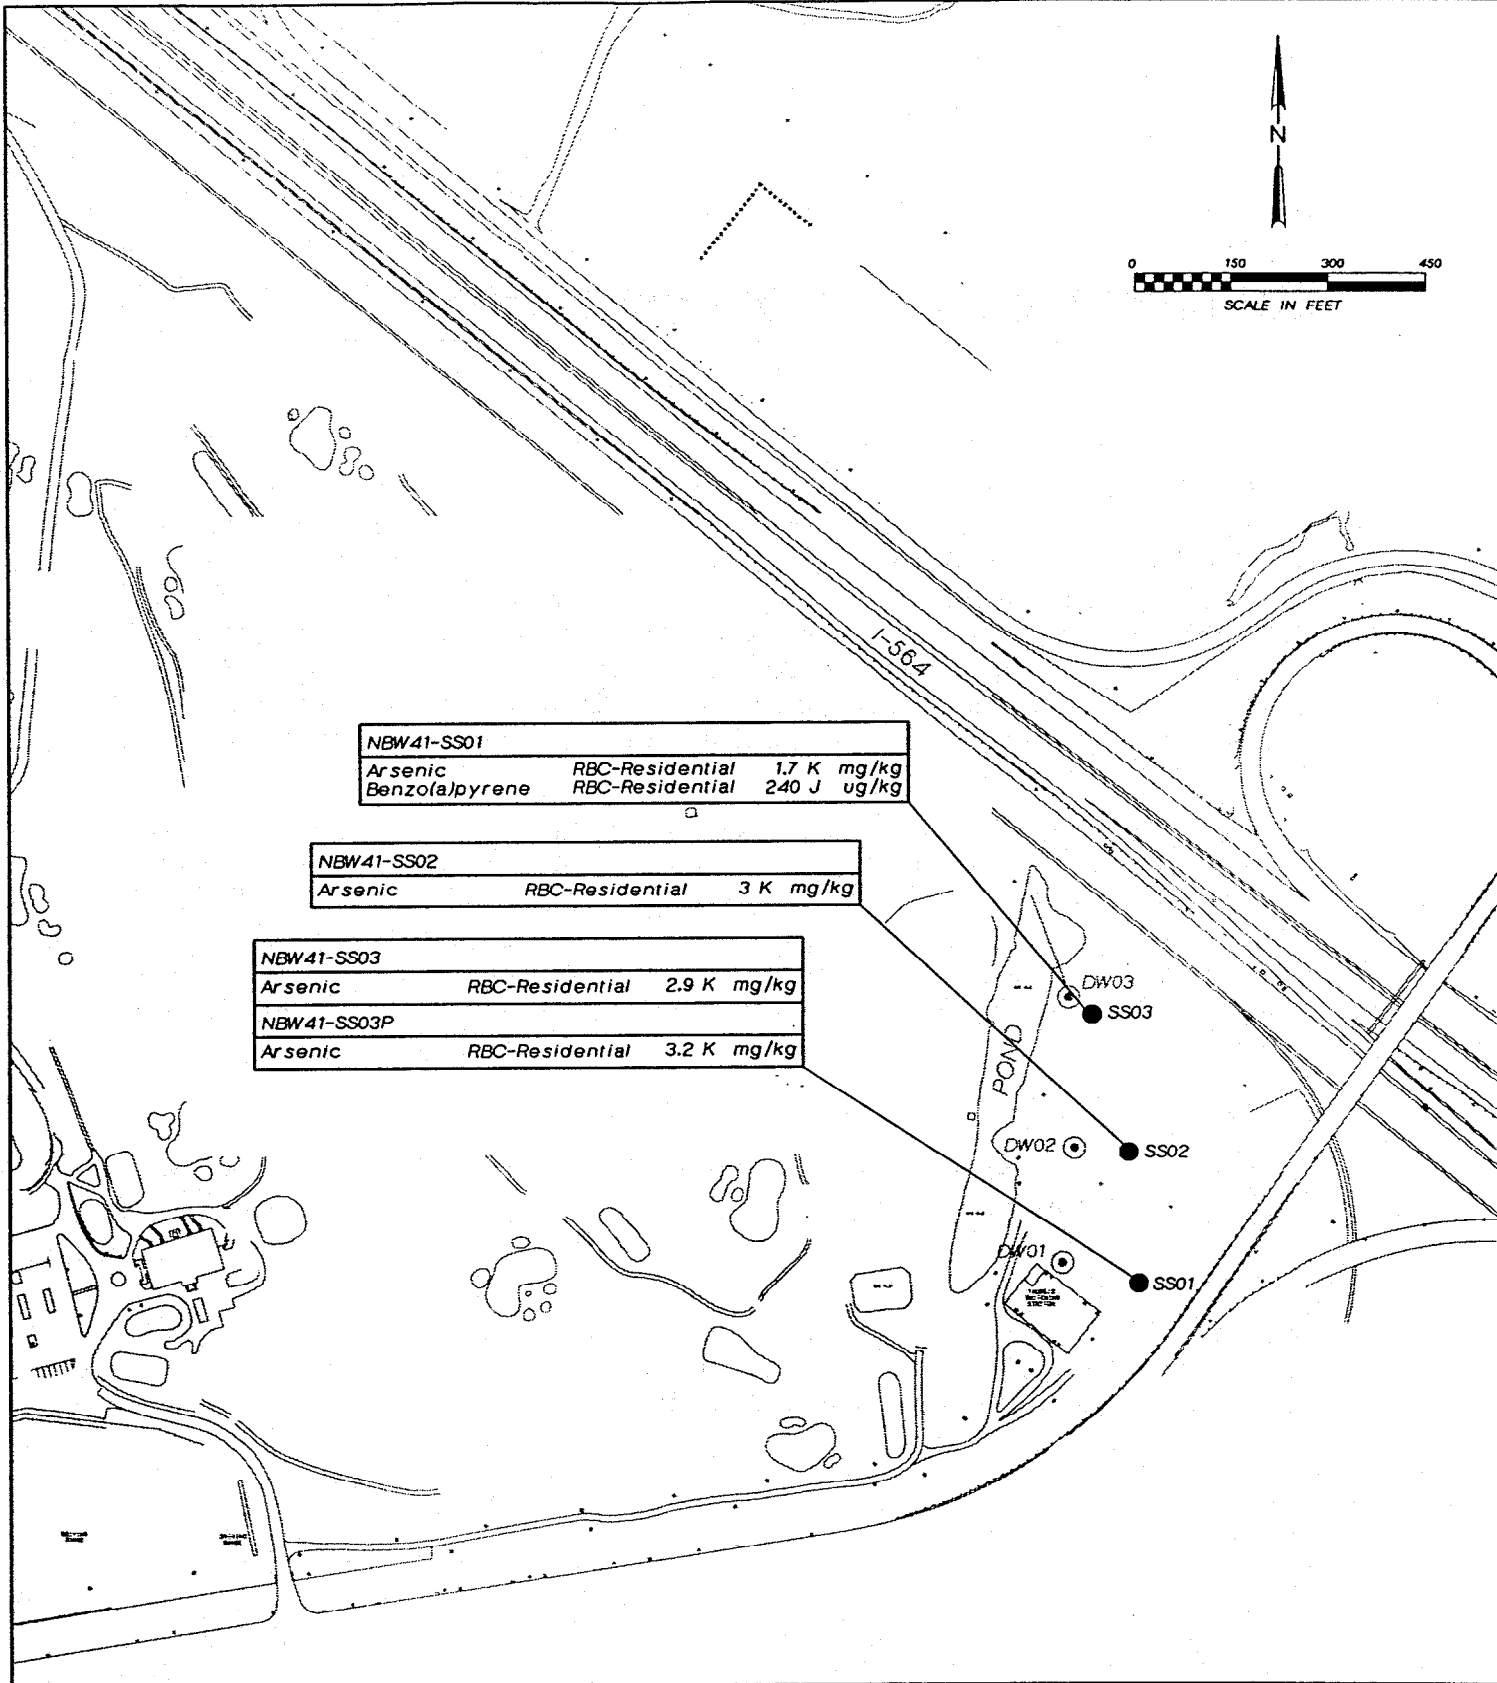 N
0 150 300 450
SCALE IN FEET
I-564
NBW41-SS01
Arsenic RBC-Residential 1.7 K mg/kg
Benzo(a)pyrene RBC-Residential 240 J ug/kg
NBW41-SS02
Arsenic RBC-Residential 3 K mg/kg
NBW41-SS03
Arsenic RBC-Residential 2.9 K mg/kg
NBW41-SS03P
Arsenic RBC-Residential 3.2 K mg/kg
DW03
SS03
POND
DW02
SS02
DW01
SS01